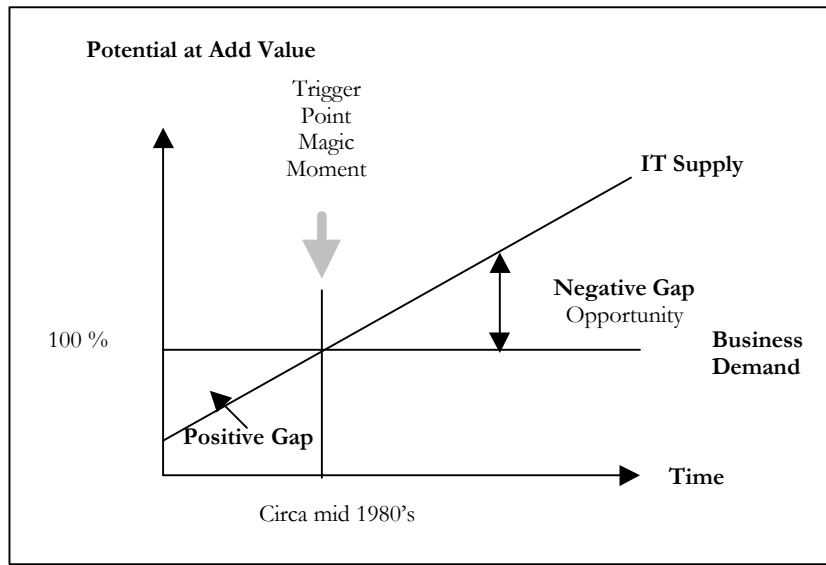 Potential at Add Value
Trigger
Point
Magic
Moment
IT Supply
Negative Gap
Opportunity
100 %
Business
Demand
Positive Gap
Time
Circa mid 1980's